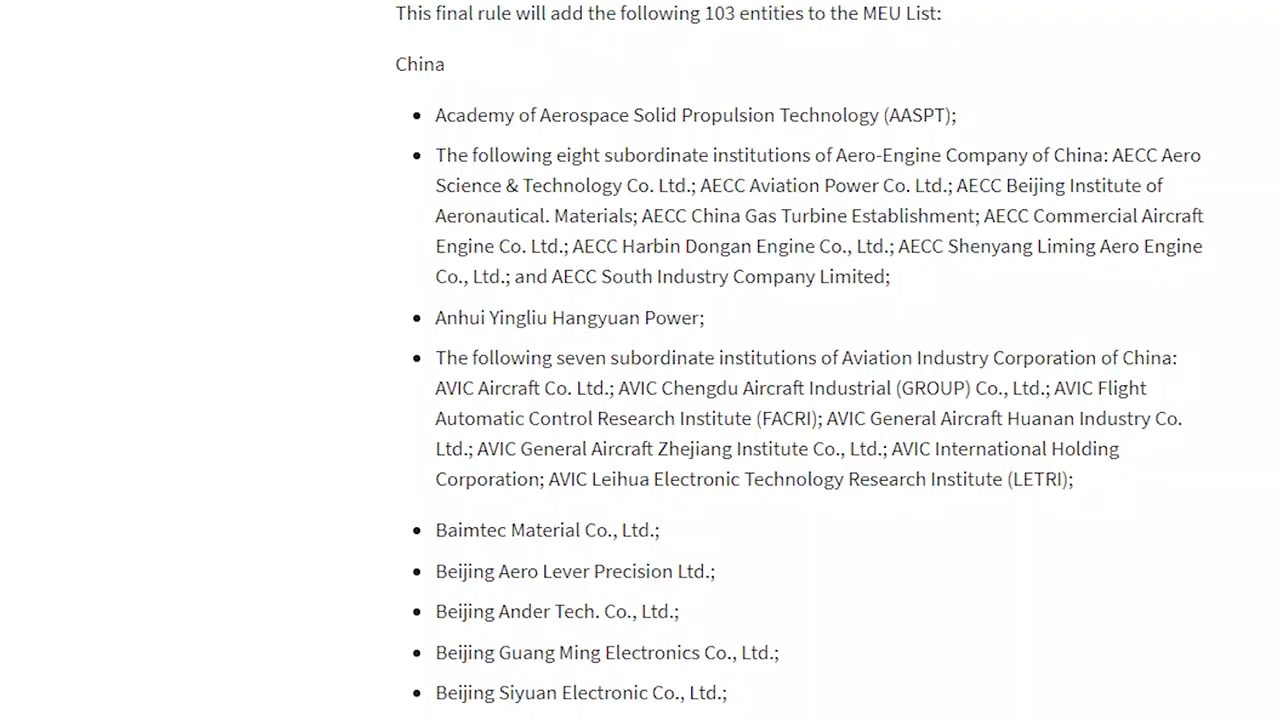 This final rule will add the following 103 entities to the MEU List:
China
• Academy of Aerospace Solid Propulsion Technology (AASPT);
• The following eight subordinate institutions of Aero-Engine Company of China: AECC Aero
Science & Technology Co. Ltd.; AECC Aviation Power Co. Ltd.; AECC Beijing Institute of
Aeronautical. Materials; AECC China Gas Turbine Establishment; AECC Commercial Aircraft
Engine Co. Ltd.; AECC Harbin Dongan Engine Co., Ltd.; AECC Shenyang Liming Aero Engine
Co., Ltd.; and AECC South Industry Company Limited;
• Anhui Yingliu Hangyuan Power;
• The following seven subordinate institutions of Aviation Industry Corporation of China:
AVIC Aircraft Co. Ltd.; AVIC Chengdu Aircraft Industrial (GROUP) Co., Ltd.; AVIC Flight
Automatic Control Research Institute (FACRI); AVIC General Aircraft Huanan Industry Co.
Ltd.; AVIC General Aircraft Zhejiang Institute Co., Ltd.; AVIC International Holding
Corporation; AVIC Leihua Electronic Technology Research Institute (LETRI);
• Baimtec Material Co., Ltd.;
• Beijing Aero Lever Precision Ltd.;
• Beijing Ander Tech. Co., Ltd.;
• Beijing Guang Ming Electronics Co., Ltd.;
• Beijing Siyuan Electronic Co., Ltd.;